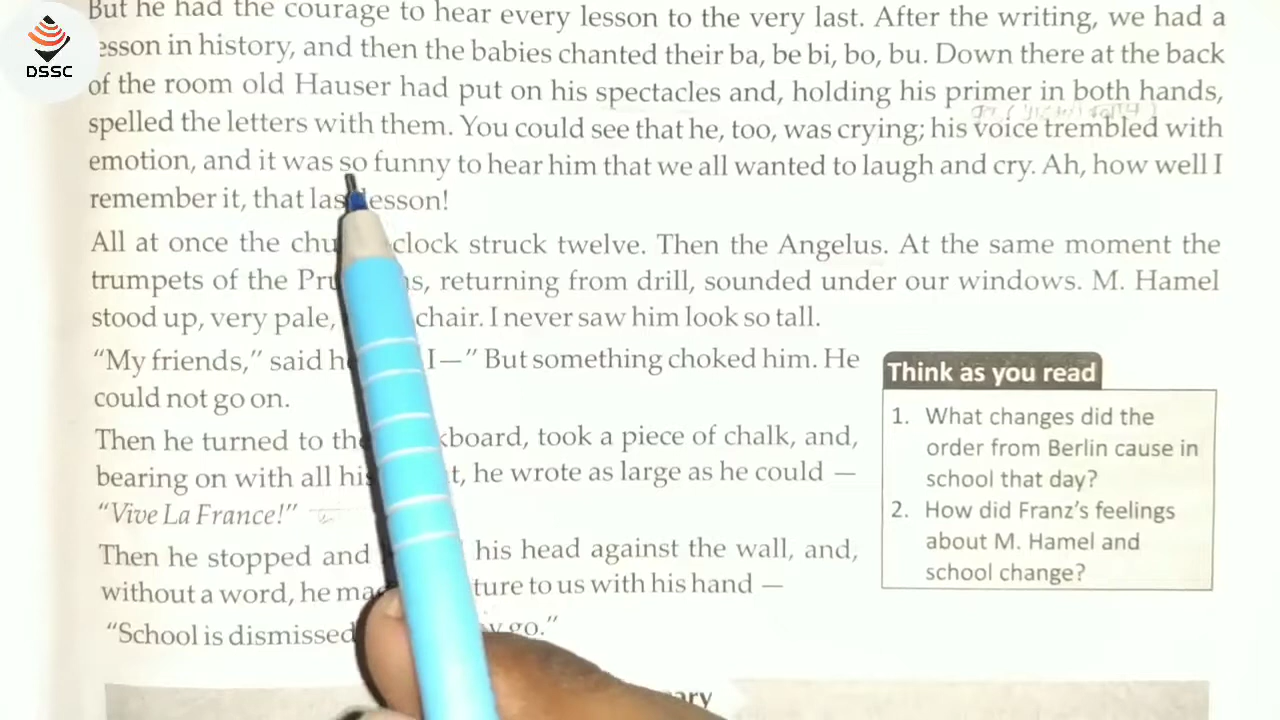 DSSC
But he had the courage to hear every lesson to the very last. After the writing, we had a
lesson in history, and then the babies chanted their ba, be bi, bo, bu. Down there at the back
of the room old Hauser had put on his spectacles and, holding his primer in both hands,
spelled the letters with them. You could see that he, too, was crying; his voice trembled with
emotion, and it was so funny to hear him that we all wanted to laugh and cry. Ah, how well I
remember it, that las lesson!
All at once the chu clock struck twelve. Then the Angelus. At the same moment the
trumpets of the Pru s, returning from drill, sounded under our windows. M. Hamel
stood up, very pale, chair. I never saw him look so tall.
“My friends,” said h I—” But something choked him. He
could not go on.
Then he turned to th kboard, took a piece of chalk, and,
bearing on with all his t, he wrote as large as he could —
“Vive La France!”
Then he stopped and his head against the wall, and,
without a word, he ma ture to us with his hand —
“School is dismissed y go.”
Think as you read
1. What changes did the
order from Berlin cause in
school that day?
2. How did Franz’s feelings
about M. Hamel and
school change?